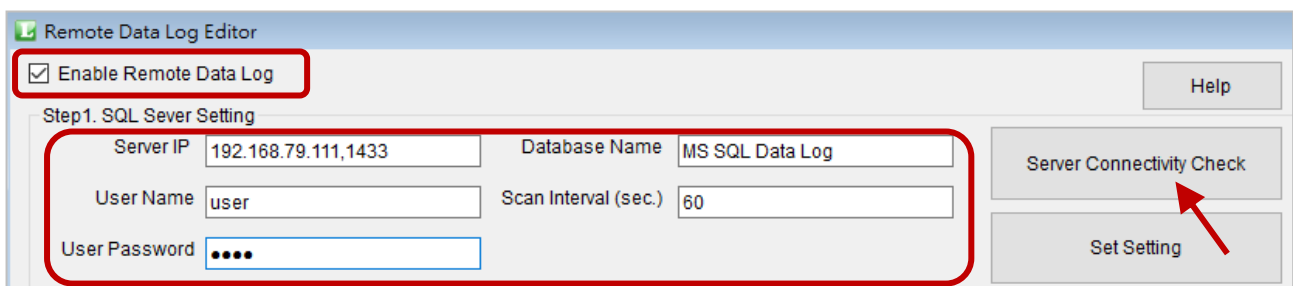 Remote Data Log Editor
Enable Remote Data Log
Help
Step1. SQL Sever Setting
Server IP 192.168.79.111,1433 Database Name MS SQL Data Log
Server Connectivity Check
User Name user Scan Interval (sec.) 60
User Password ●●●●
Set Setting